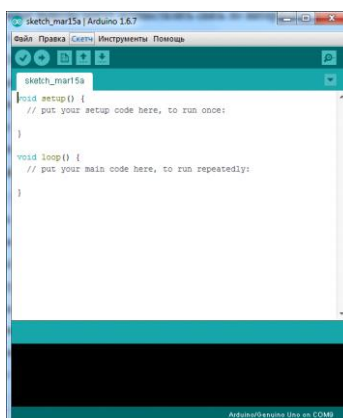 sketch_mar15a | Arduino 1.6.7
Файл Правка Скетч Инструменты Помощь
sketch_mar15a
void setup() {
// put your setup code here, to run once:
}
void loop() {
// put your main code here, to run repeatedly:
}
Arduino/Genuino Uno on COM9